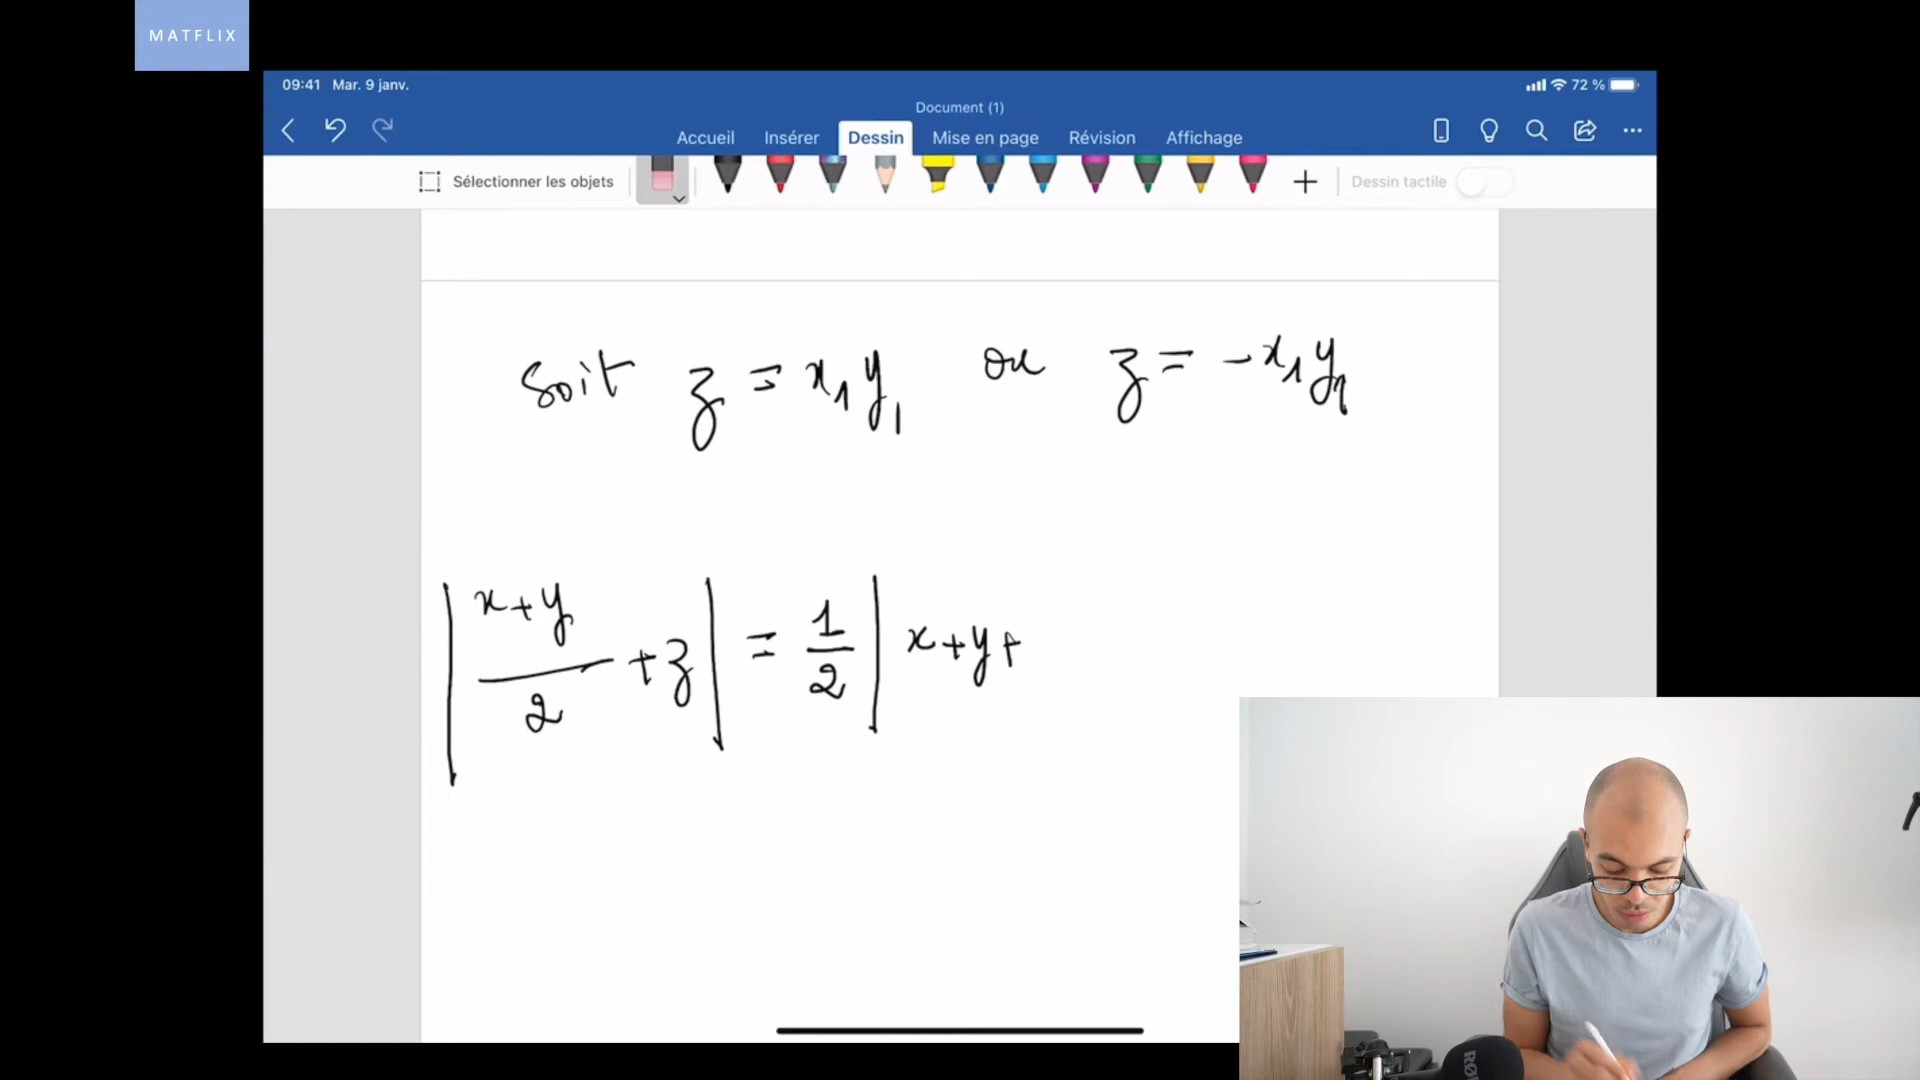 MATFLIX
09:41 Mar. 9 janv. 72 %
Document (1)
Accueil Insérer Dessin Mise en page Révision Affichage
Sélectionner les objets Dessin tactile
Soit z = x₁y₁ ou z = -x₁y₁
| (x+y)/2 + z | = 1/2 | x+y+
RØ